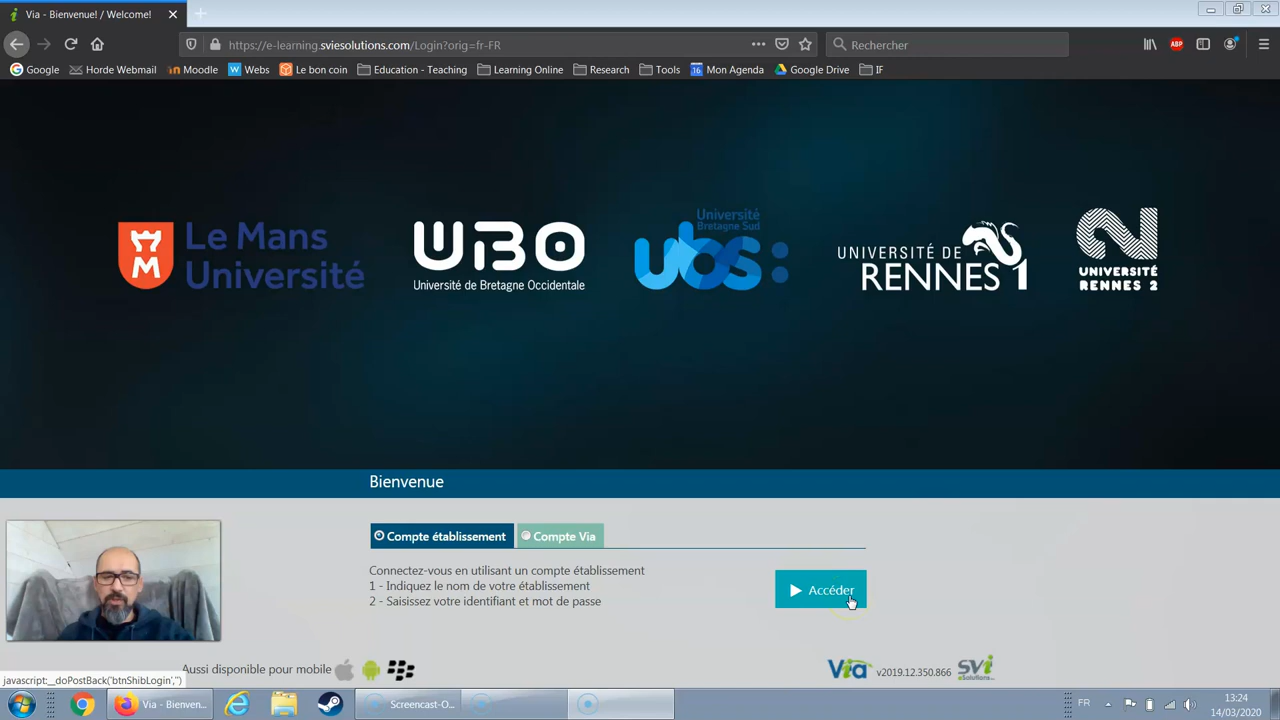 Via - Bienvenue! / Welcome!
https://e-learning.sviesolutions.com/Login?orig=fr-FR
Rechercher
ABP
Google
Horde Webmail
Moodle
Webs
Le bon coin
Education - Teaching
Learning Online
Research
Tools
16
Mon Agenda
Google Drive
IF
Le Mans
Université
UBO
Université de Bretagne Occidentale
Université
Bretagne Sud
ubs:
UNIVERSITÉ DE
RENNES 1
UNIVERSITÉ
RENNES 2
Bienvenue
Compte établissement
Compte Via
Connectez-vous en utilisant un compte établissement
1 - Indiquez le nom de votre établissement
2 - Saisissez votre identifiant et mot de passe
Accéder
Aussi disponible pour mobile
Via
v2019.12.350.866
SVi
eSolutions
javascript:__doPostBack('btnShibLogin','')
Via - Bienven...
Screencast-O...
FR
13:24
14/03/2020